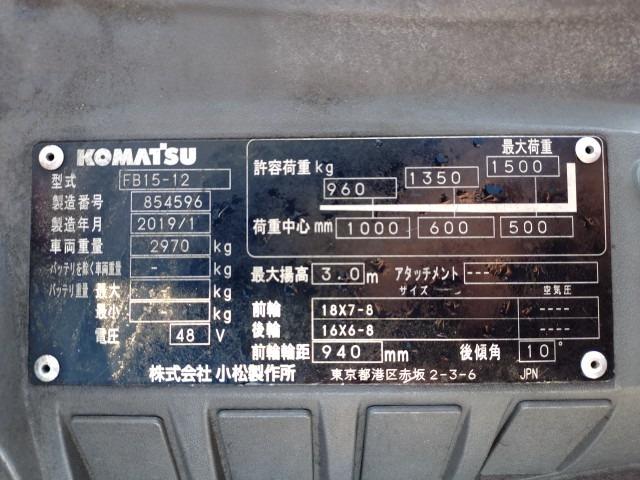 KOMATSU
型式 FB15-12
製造番号 854596
製造年月 2019/1
車両重量 2970 kg
バッテリを除く車両重量 - kg
バッテリ重量 最大 - kg
最小 - kg
電圧 48 V
最大荷重
許容荷重 kg 960 1350 1500
荷重中心 mm 1000 600 500
最大揚高 3.0 m アタッチメント ---
サイズ 空気圧
前輪 18X7-8
後輪 16X6-8
前輪輪距 940 mm 後傾角 10°
株式会社 小松製作所 東京都港区赤坂 2-3-6 JPN